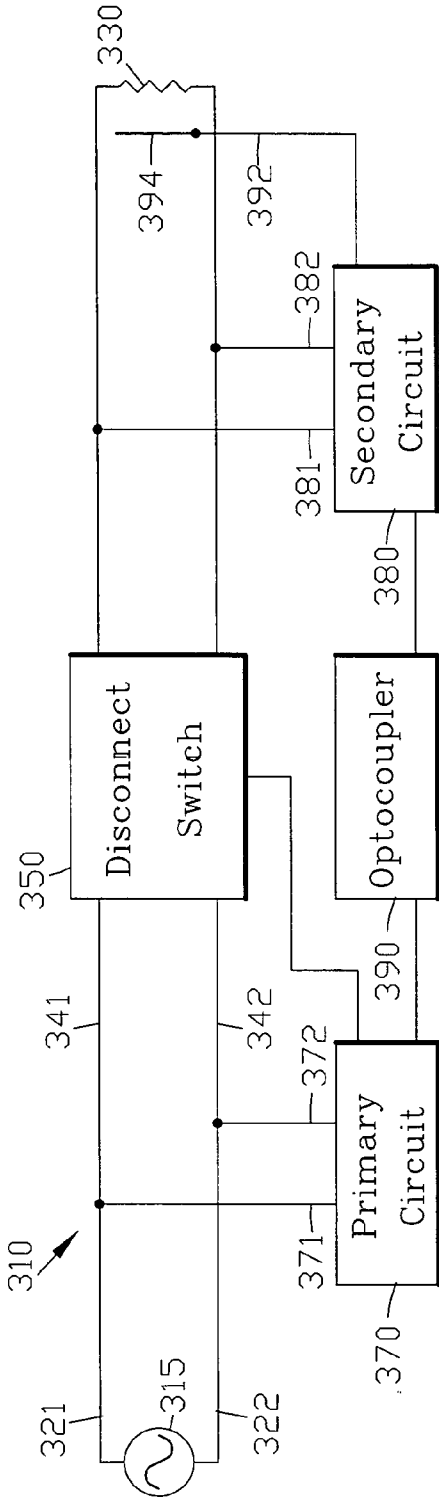 310
321
315
322
341
342
350
Disconnect
Switch
330
394
392
371
372
Primary
Circuit
370
390
Optocoupler
380
381
382
Secondary
Circuit